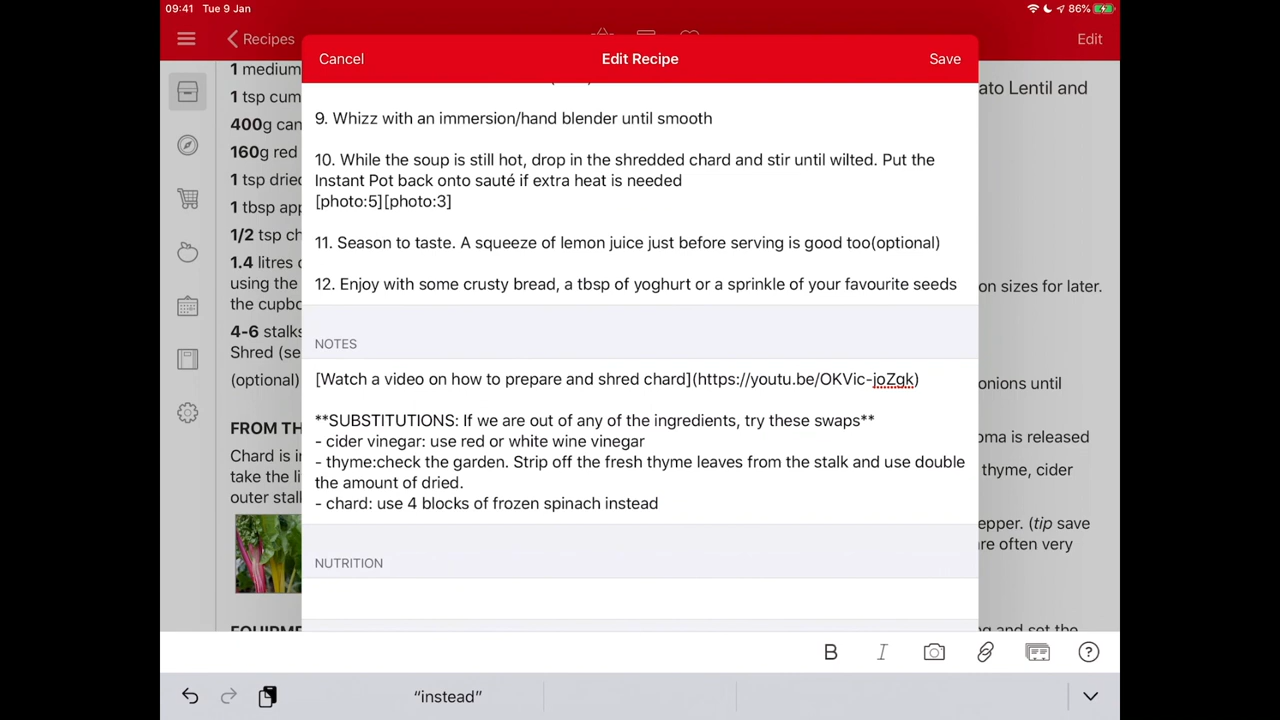 09:41 Tue 9 Jan
86%
Recipes
Edit
Cancel
Edit Recipe
Save
1 medium
1 tsp cum
400g can
160g red
1 tsp dried
1 tbsp app
1/2 tsp ch
1.4 litres
using the
the cupbo
4-6 stalks
Shred (se
(optional)
FROM TH
Chard is i
take the li
outer stal
EQUIPME
9. Whizz with an immersion/hand blender until smooth
10. While the soup is still hot, drop in the shredded chard and stir until wilted. Put the
Instant Pot back onto sauté if extra heat is needed
[photo:5][photo:3]
11. Season to taste. A squeeze of lemon juice just before serving is good too(optional)
12. Enjoy with some crusty bread, a tbsp of yoghurt or a sprinkle of your favourite seeds
NOTES
[Watch a video on how to prepare and shred chard](https://youtu.be/OKVic-joZgk)
**SUBSTITUTIONS: If we are out of any of the ingredients, try these swaps**
- cider vinegar: use red or white wine vinegar
- thyme:check the garden. Strip off the fresh thyme leaves from the stalk and use double
the amount of dried.
- chard: use 4 blocks of frozen spinach instead
NUTRITION
ato Lentil and
on sizes for later.
onions until
oma is released
thyme, cider
epper. (tip save
re often very
ng and set the
B I ?
“instead”